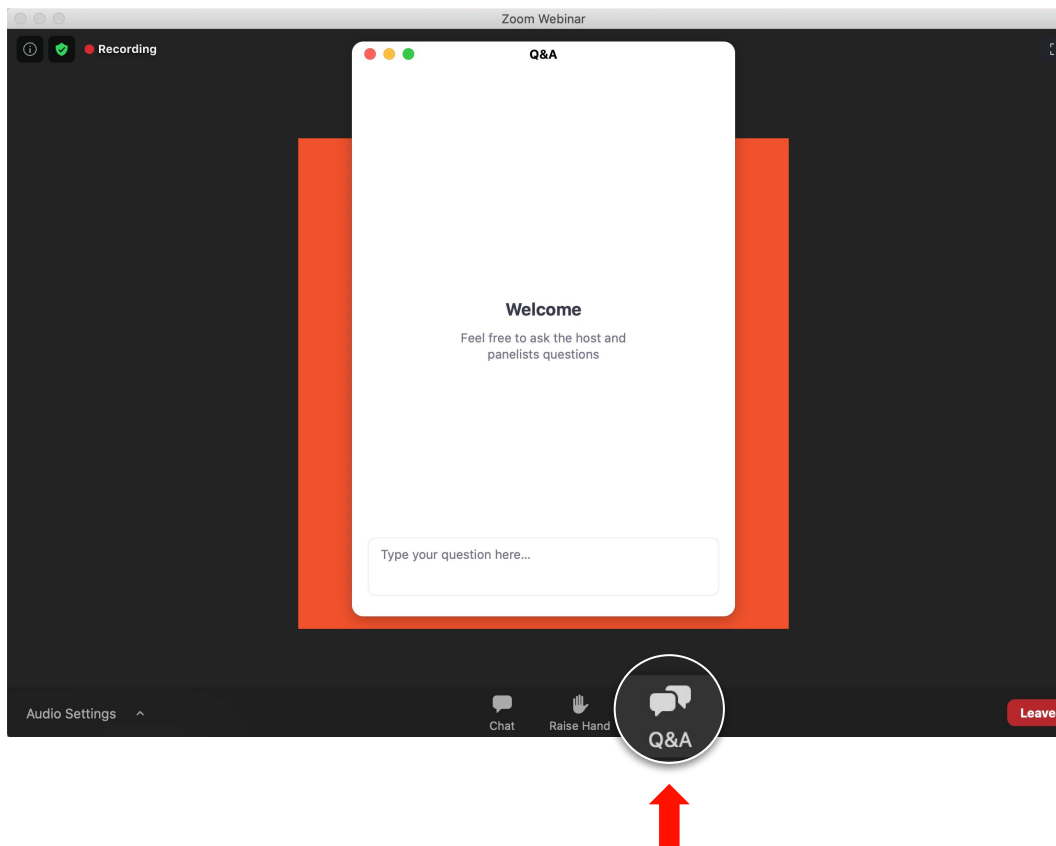 Zoom Webinar
Recording
Q&A
Welcome
Feel free to ask the host and
panelists questions
Type your question here...
Audio Settings
Chat
Raise Hand
Q&A
Leave